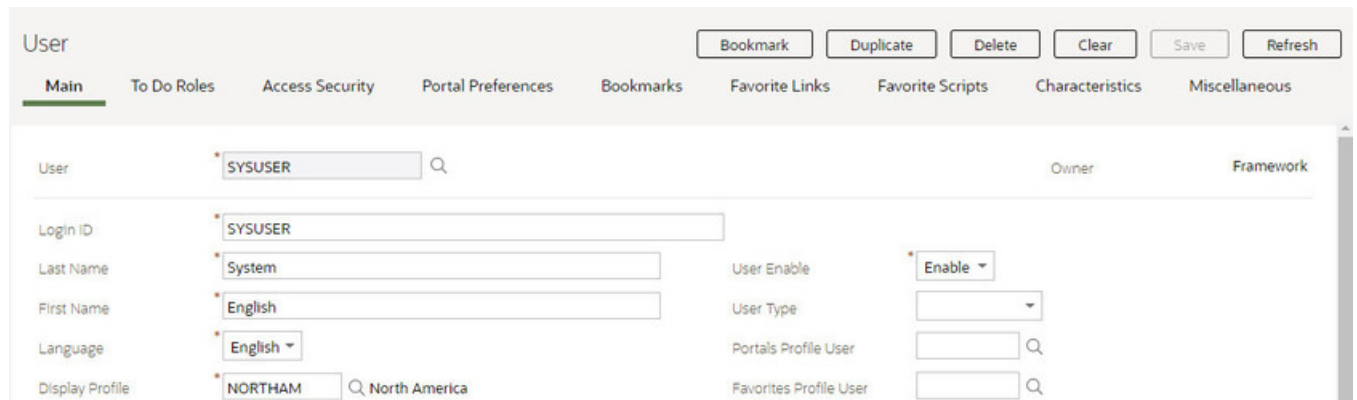 User Bookmark Duplicate Delete Clear Save Refresh
Main To Do Roles Access Security Portal Preferences Bookmarks Favorite Links Favorite Scripts Characteristics Miscellaneous
User * SYSUSER Owner Framework
Login ID * SYSUSER
Last Name * System User Enable * Enable
First Name * English User Type
Language * English Portals Profile User
Display Profile * NORTHAM North America Favorites Profile User